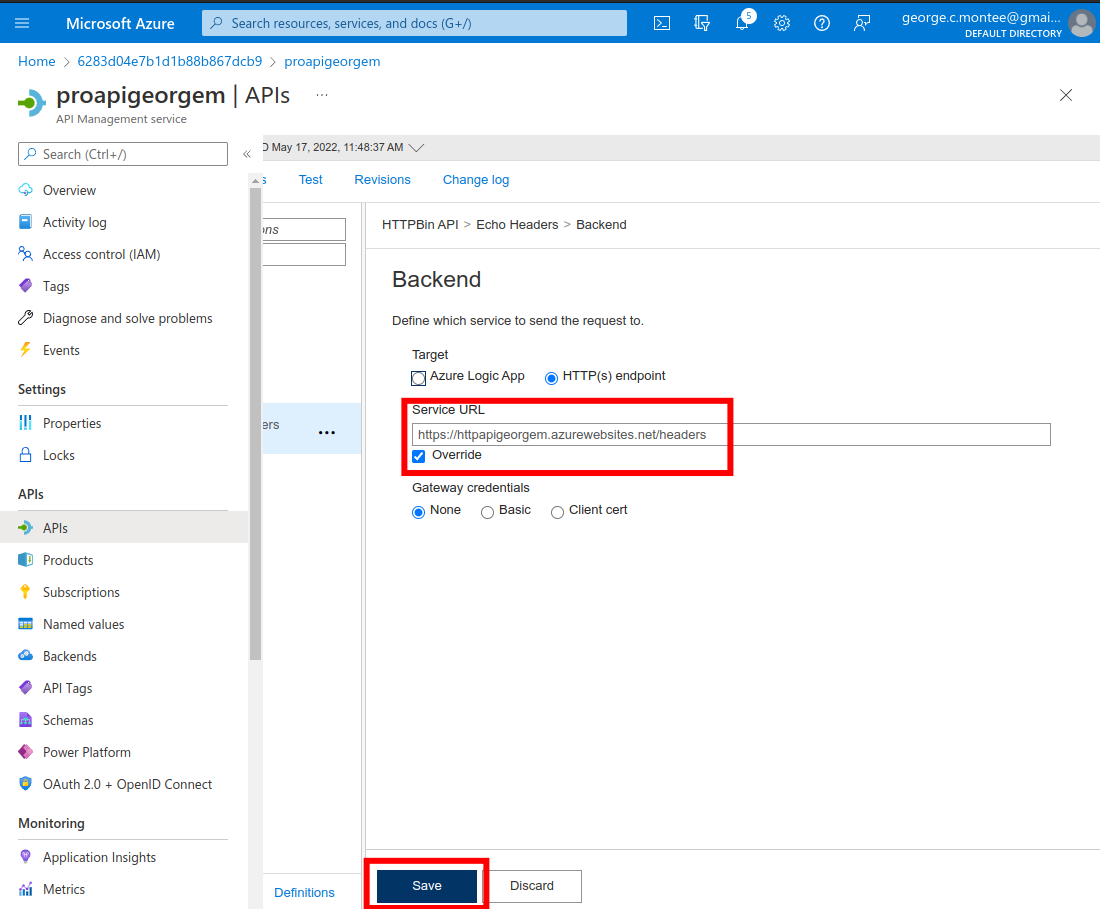 Microsoft Azure
Search resources, services, and docs (G+/)
5
george.c.montee@gmai...
DEFAULT DIRECTORY
Home > 6283d04e7b1d1b88b867dcb9 > proapigeorgem
proapigeorgem | APIs ...
API Management service
Search (Ctrl+/)
«
Overview
Activity log
Access control (IAM)
Tags
Diagnose and solve problems
Events
Settings
Properties
Locks
APIs
APIs
Products
Subscriptions
Named values
Backends
API Tags
Schemas
Power Platform
OAuth 2.0 + OpenID Connect
Monitoring
Application Insights
Metrics
D May 17, 2022, 11:48:37 AM
s Test Revisions Change log
ons
ers ...
Definitions
HTTPBin API > Echo Headers > Backend
Backend
Define which service to send the request to.
Target
Azure Logic App HTTP(s) endpoint
Service URL
https://httpapigeorgem.azurewebsites.net/headers
Override
Gateway credentials
None Basic Client cert
Save Discard